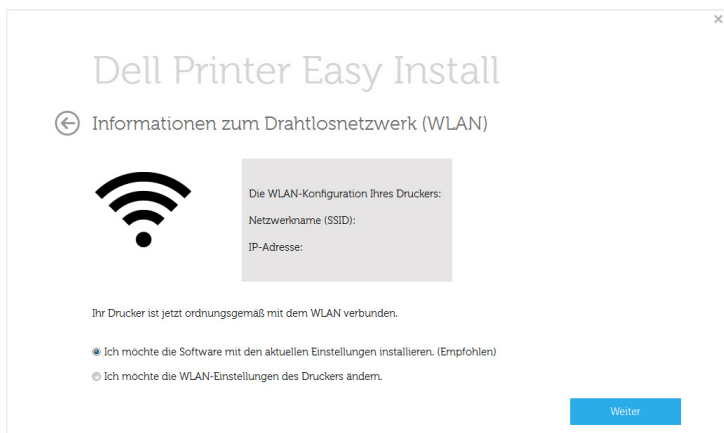 Dell Printer Easy Install
Informationen zum Drahtlosnetzwerk (WLAN)
Die WLAN-Konfiguration Ihres Druckers:
Netzwerkname (SSID):
IP-Adresse:
Ihr Drucker ist jetzt ordnungsgemäß mit dem WLAN verbunden.
Ich möchte die Software mit den aktuellen Einstellungen installieren. (Empfohlen)
Ich möchte die WLAN-Einstellungen des Druckers ändern.
Weiter